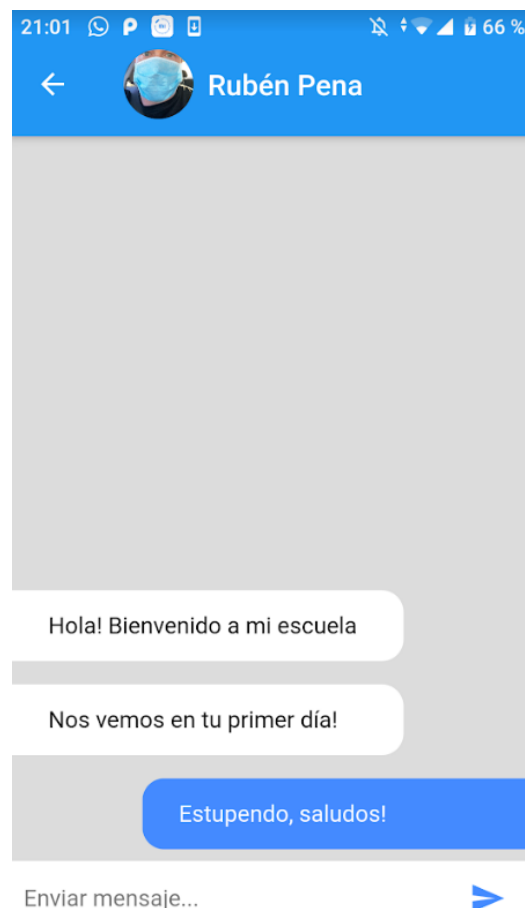 21:01 66 %
Rubén Pena
Hola! Bienvenido a mi escuela
Nos vemos en tu primer día!
Estupendo, saludos!
Enviar mensaje...